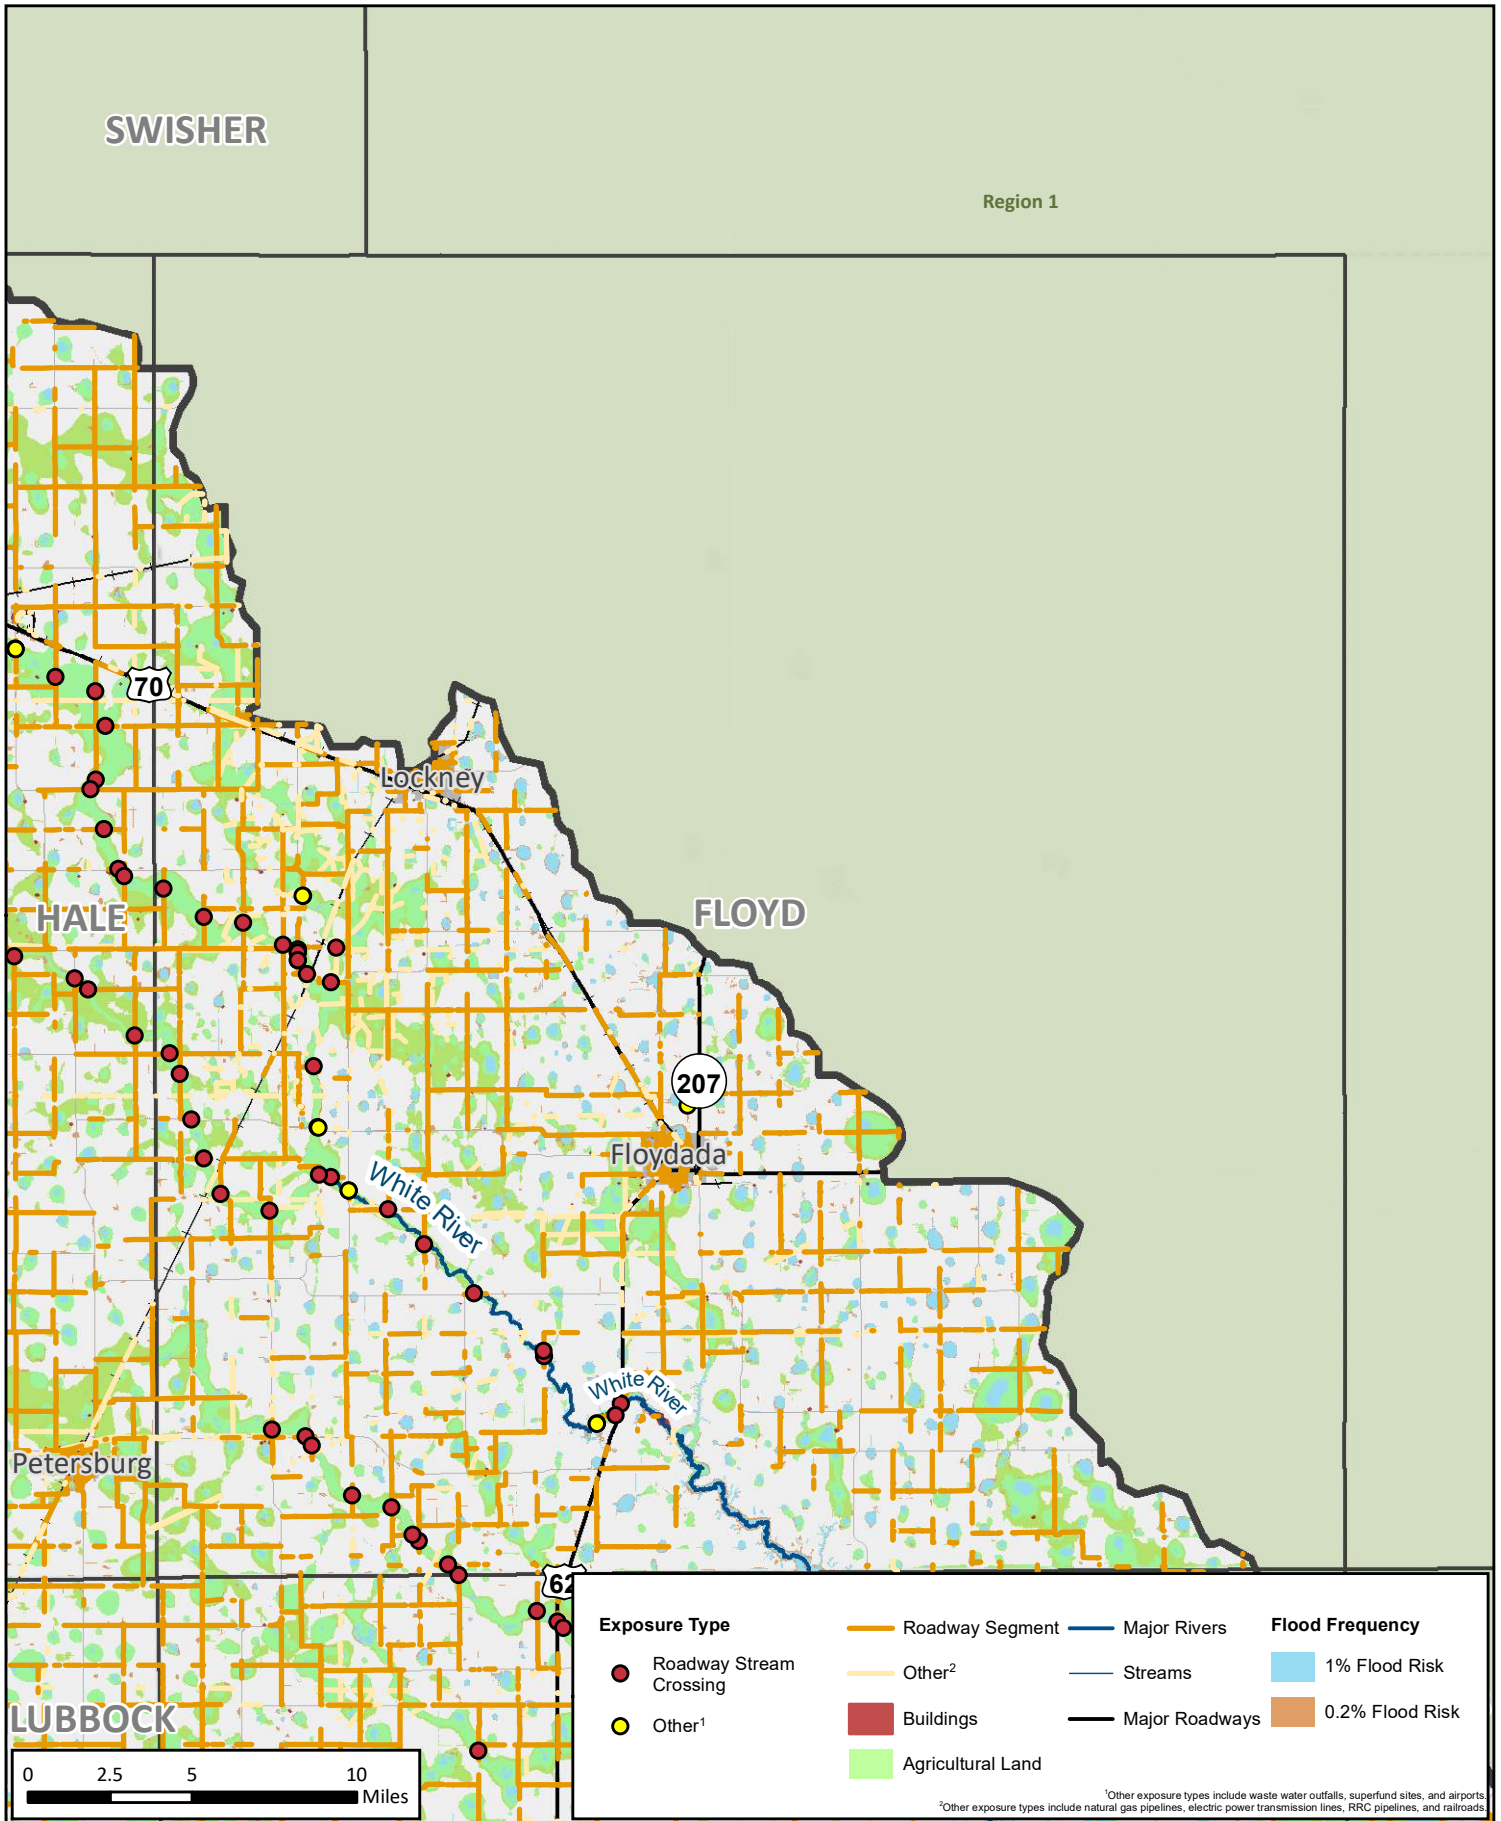 SWISHER
Region 1
70
Lockney
HALE
FLOYD
207
Floydada
White River
White River
Petersburg
62
LUBBOCK
0 2.5 5 10
Miles
Exposure Type
Roadway Stream
Crossing
Other1
Roadway Segment
Other2
Buildings
Agricultural Land
Major Rivers
Streams
Major Roadways
Flood Frequency
1% Flood Risk
0.2% Flood Risk
1Other exposure types include waste water outfalls, superfund sites, and airports.
2Other exposure types include natural gas pipelines, electric power transmission lines, RRC pipelines, and railroads.